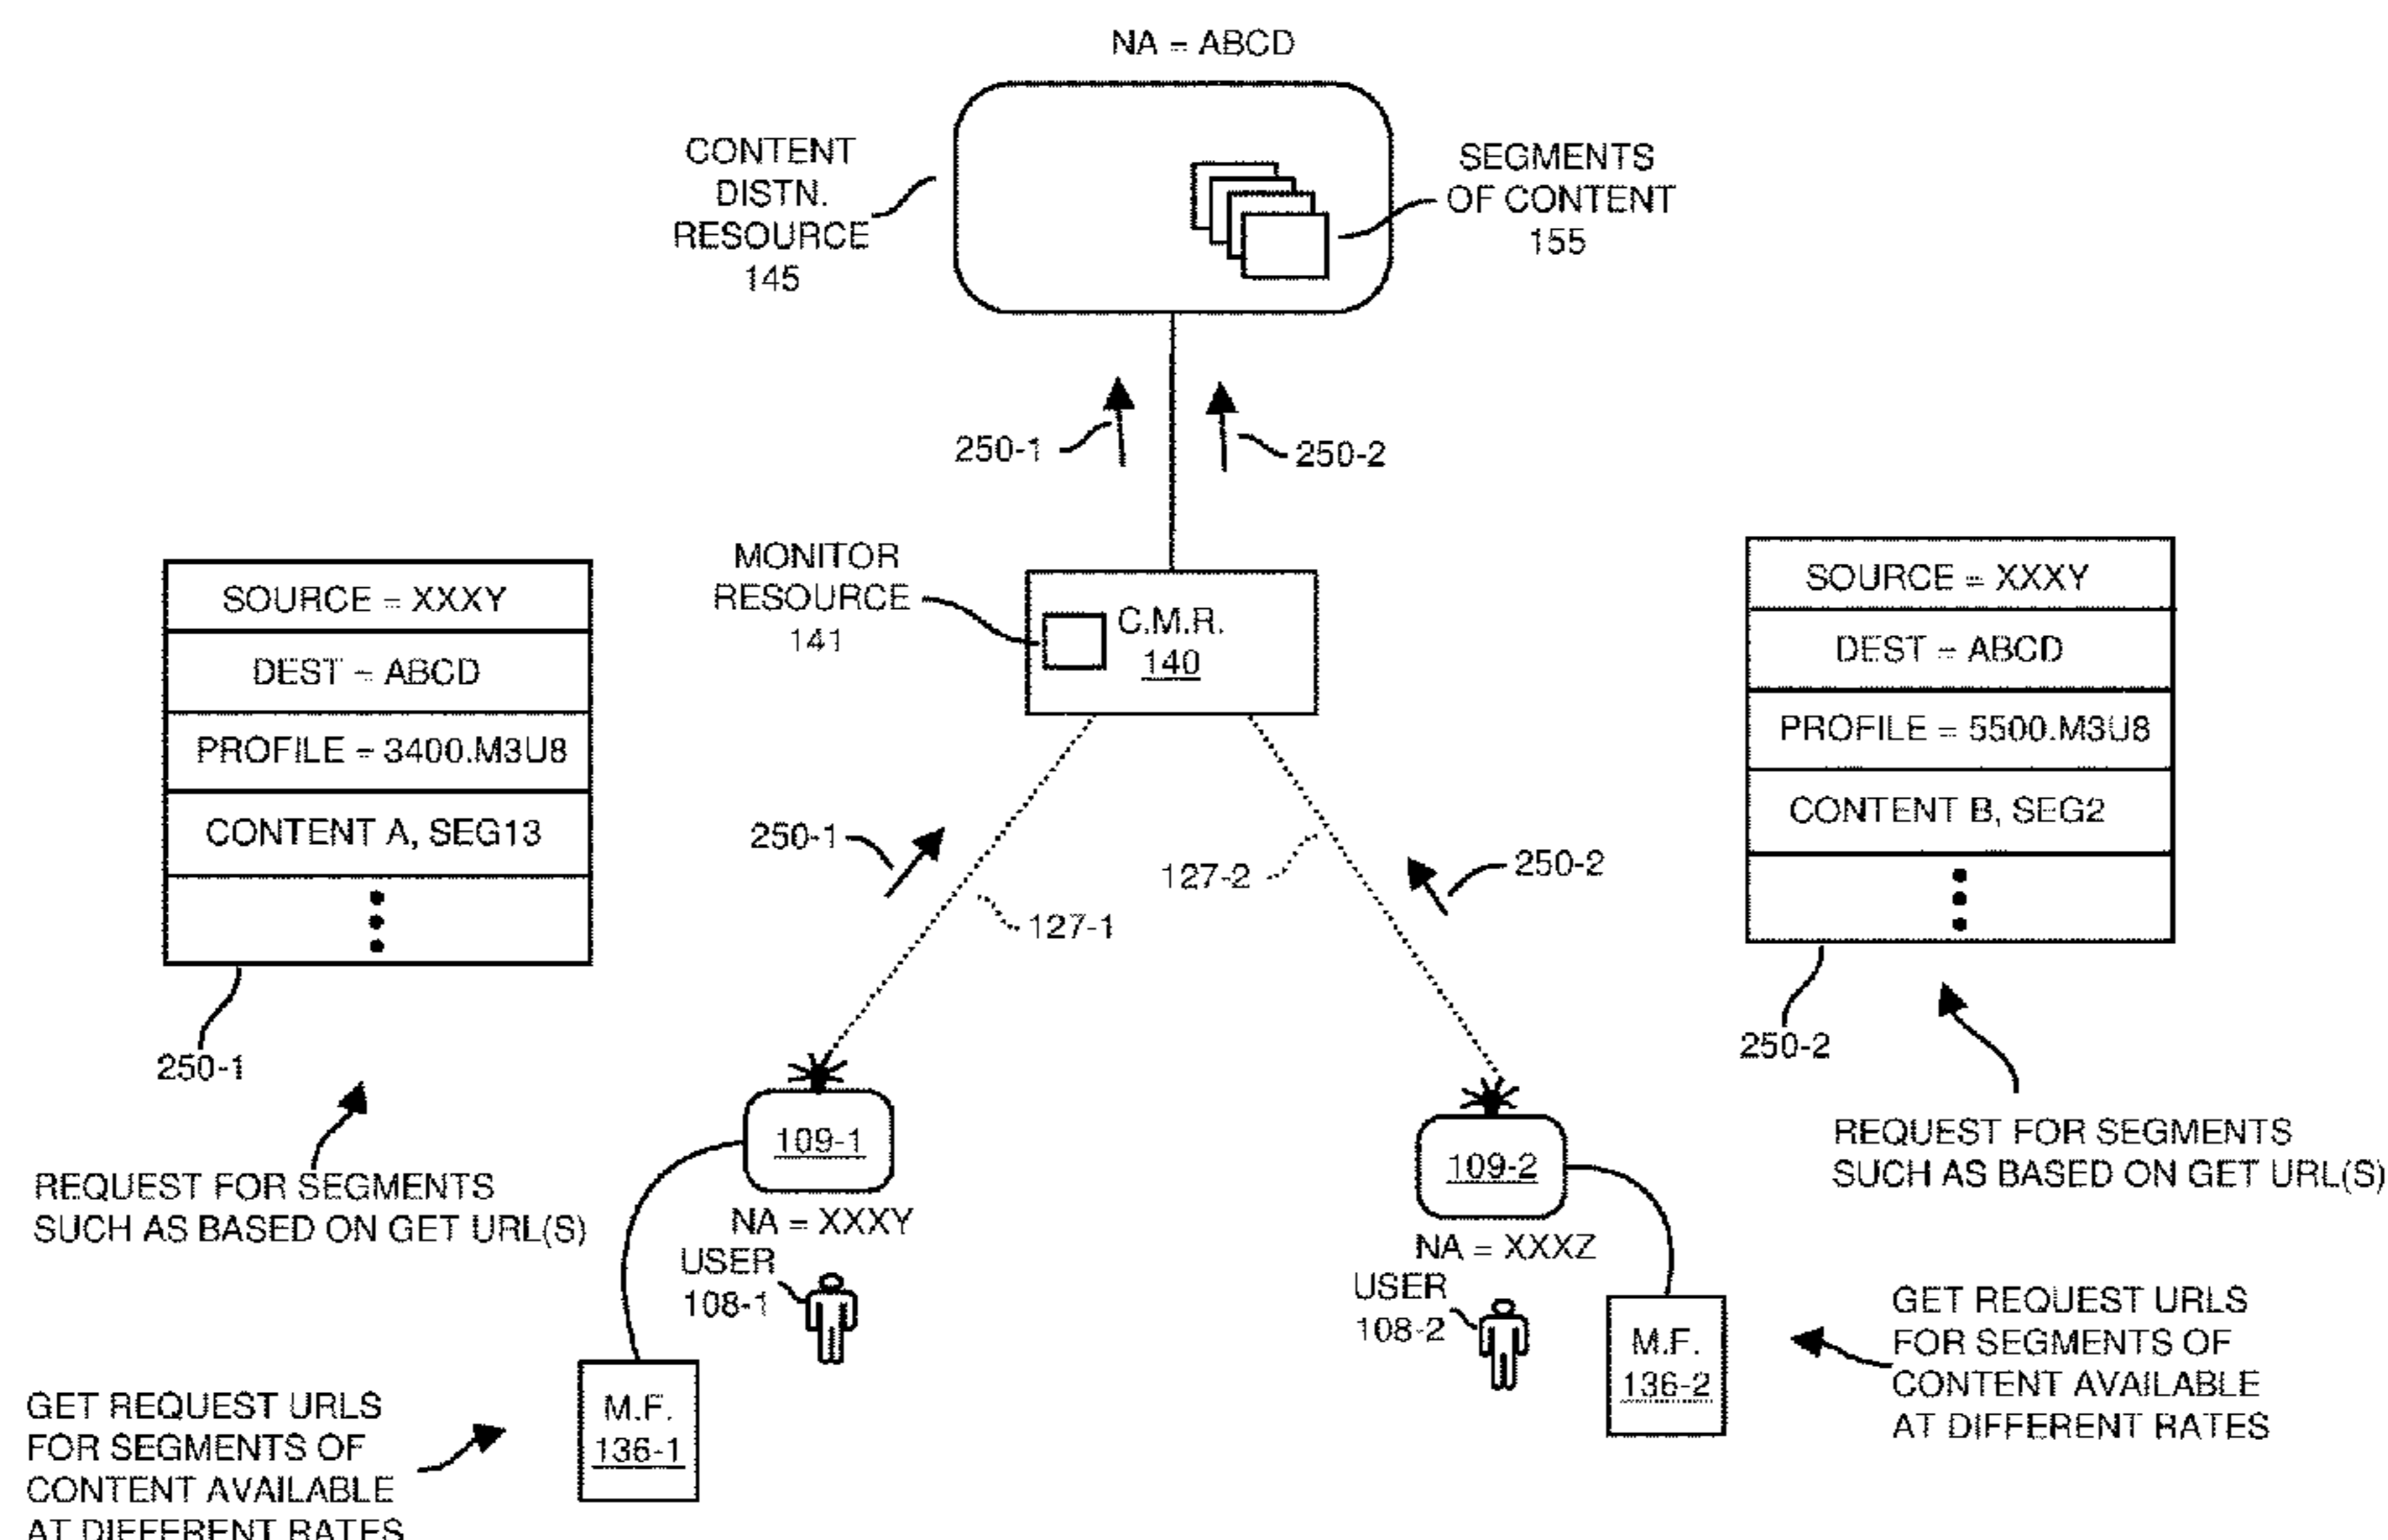 NA = ABCD
CONTENT
DISTN.
RESOURCE
145
SEGMENTS
OF CONTENT
155
250-1
250-2
MONITOR
RESOURCE
141
C.M.R.
140
SOURCE = XXXY
DEST = ABCD
PROFILE = 3400.M3U8
CONTENT A, SEG13
250-1
REQUEST FOR SEGMENTS
SUCH AS BASED ON GET URL(S)
SOURCE = XXXY
DEST = ABCD
PROFILE = 5500.M3U8
CONTENT B, SEG2
250-2
REQUEST FOR SEGMENTS
SUCH AS BASED ON GET URL(S)
250-1
127-1
127-2
250-2
109-1
NA = XXXY
USER
108-1
109-2
NA = XXXZ
USER
108-2
M.F.
136-1
GET REQUEST URLS
FOR SEGMENTS OF
CONTENT AVAILABLE
AT DIFFERENT RATES
M.F.
136-2
GET REQUEST URLS
FOR SEGMENTS OF
CONTENT AVAILABLE
AT DIFFERENT RATES